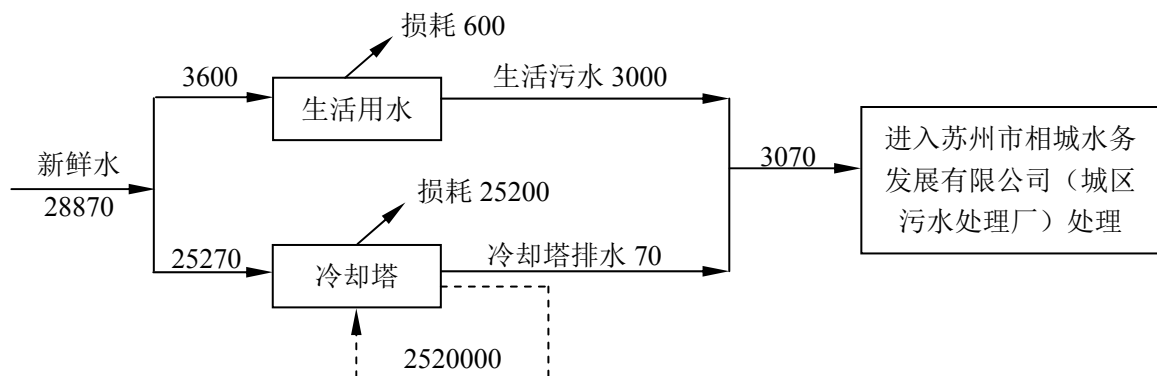 损耗 600
3600
生活用水
生活污水 3000
新鲜水
28870
3070
进入苏州市相城水务
发展有限公司（城区
污水处理厂）处理
损耗 25200
25270
冷却塔
冷却塔排水 70
2520000